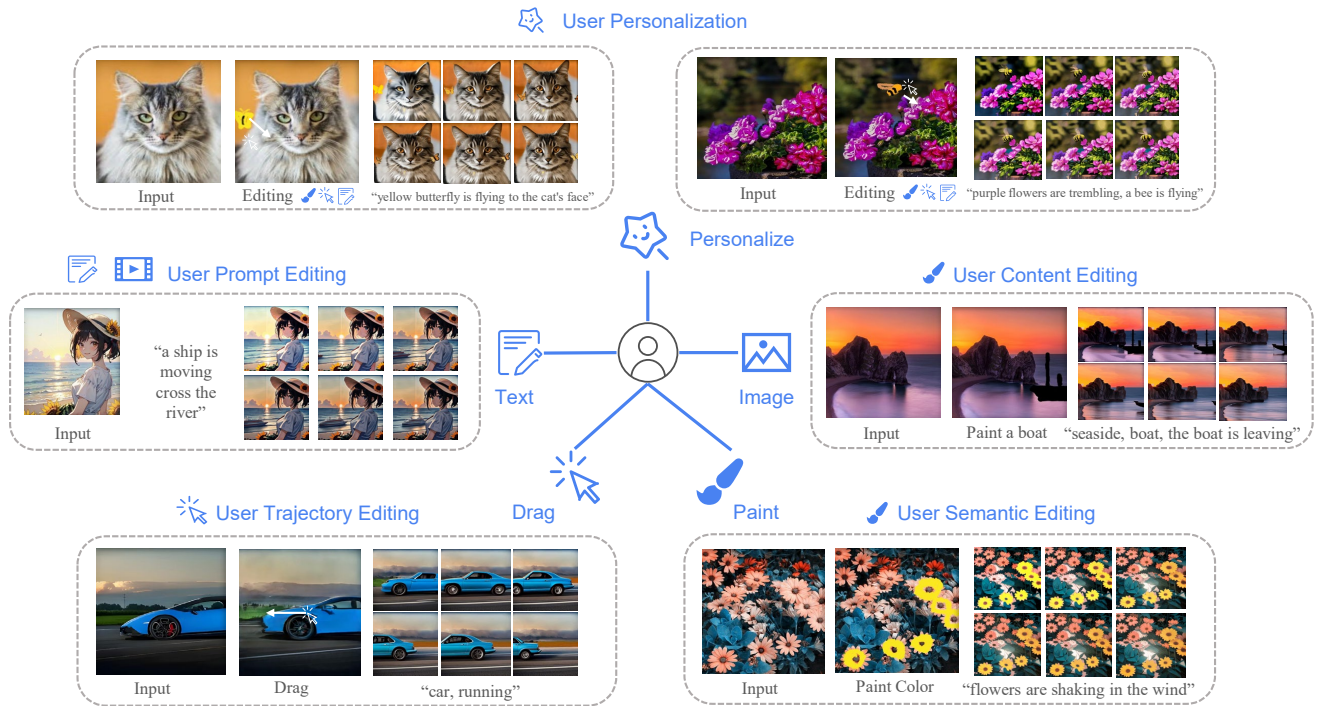 User Personalization
Input
Editing
“yellow butterfly is flying to the cat's face”
Input
Editing
“purple flowers are trembling, a bee is flying”
Personalize
User Prompt Editing
Input
“a ship is
moving
cross the
river”
Text
Image
User Content Editing
Input
Paint a boat
“seaside, boat, the boat is leaving”
User Trajectory Editing
Drag
Input
Drag
“car, running”
Paint
User Semantic Editing
Input
Paint Color
“flowers are shaking in the wind”